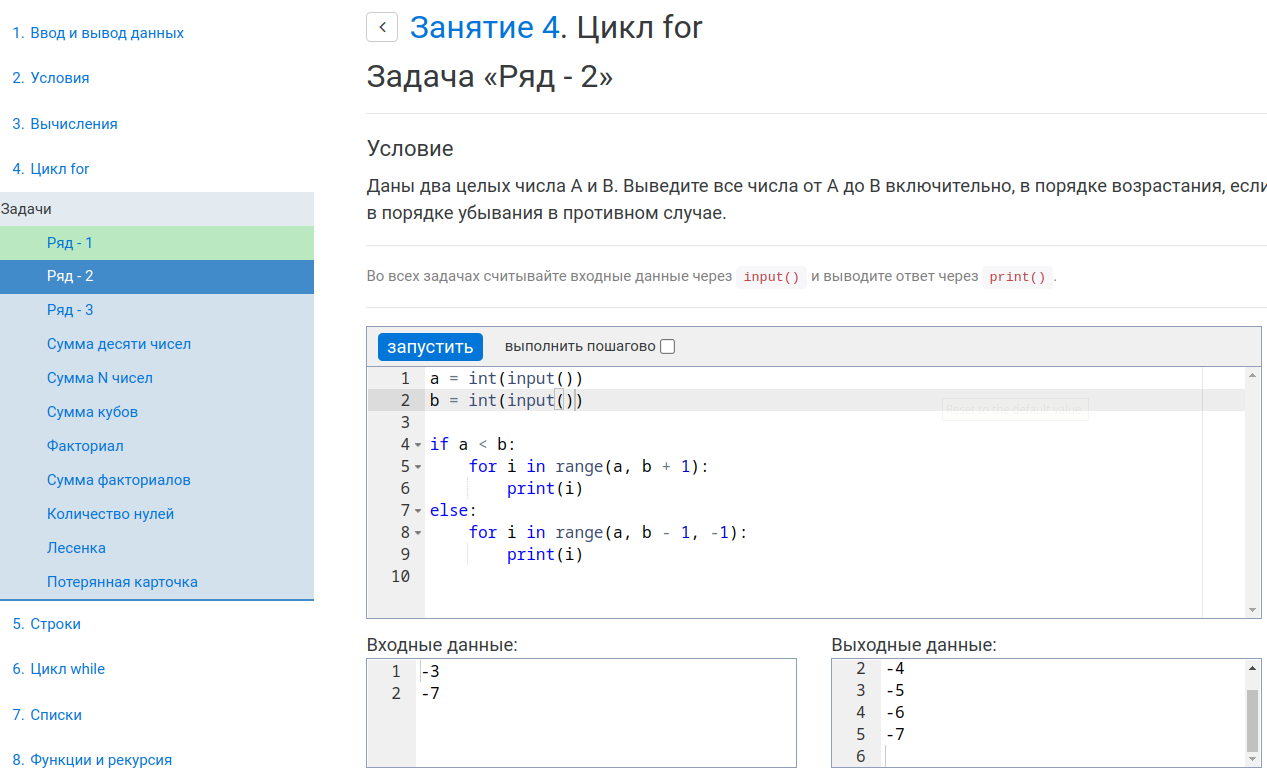 1. Ввод и вывод данных
2. Условия
3. Вычисления
4. Цикл for
Задачи
Ряд - 1
Ряд - 2
Ряд - 3
Сумма десяти чисел
Сумма N чисел
Сумма кубов
Факториал
Сумма факториалов
Количество нулей
Лесенка
Потерянная карточка
5. Строки
6. Цикл while
7. Списки
8. Функции и рекурсия
Занятие 4. Цикл for
Задача «Ряд - 2»
Условие
Даны два целых числа A и В. Выведите все числа от A до B включительно, в порядке возрастания, если
в порядке убывания в противном случае.
Во всех задачах считывайте входные данные через input() и выводите ответ через print().
запустить выполнить пошагово
1 a = int(input())
2 b = int(input())
Reset to the default value
3
4 if a < b:
5 for i in range(a, b + 1):
6 print(i)
7 else:
8 for i in range(a, b - 1, -1):
9 print(i)
10
Входные данные:
1 -3
2 -7
Выходные данные:
2 -4
3 -5
4 -6
5 -7
6